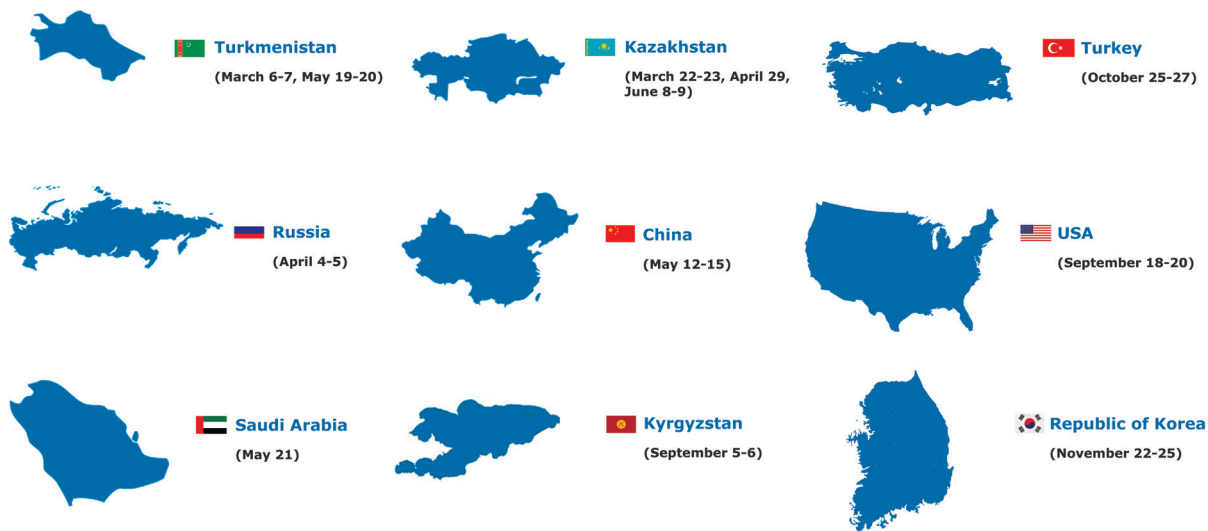 Turkmenistan
(March 6-7, May 19-20)
Kazakhstan
(March 22-23, April 29,
June 8-9)
Turkey
(October 25-27)
Russia
(April 4-5)
China
(May 12-15)
USA
(September 18-20)
Saudi Arabia
(May 21)
Kyrgyzstan
(September 5-6)
Republic of Korea
(November 22-25)